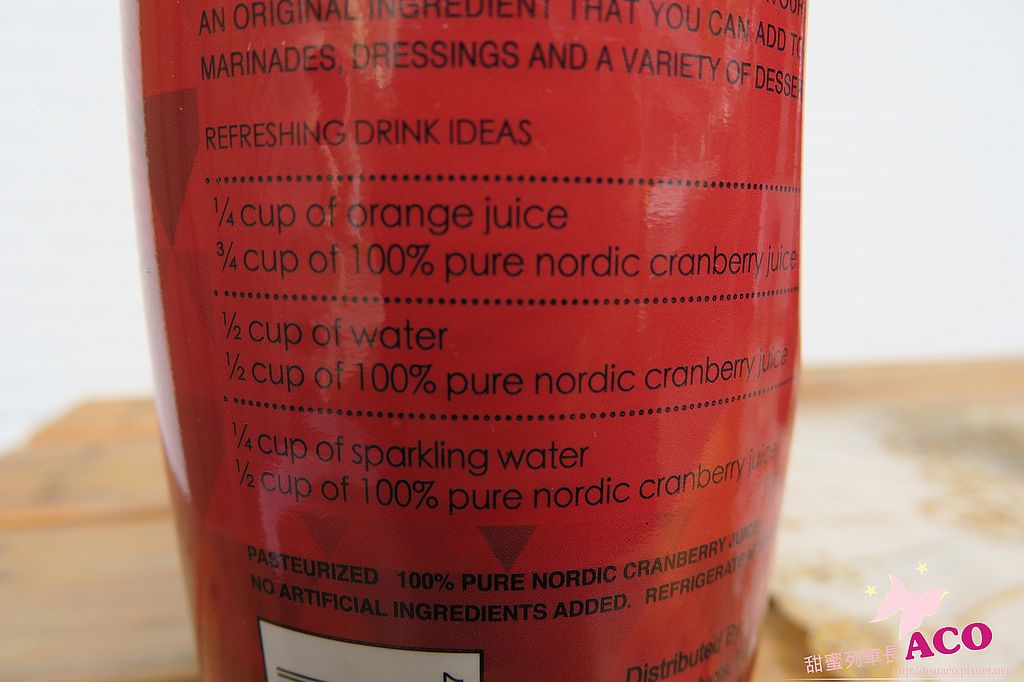 AN ORIGINAL INGREDIENT THAT YOU CAN ADD TO
MARINADES, DRESSINGS AND A VARIETY OF DESSER
REFRESHING DRINK IDEAS
¼ cup of orange juice
¾ cup of 100% pure nordic cranberry juice
½ cup of water
½ cup of 100% pure nordic cranberry juice
¼ cup of sparkling water
½ cup of 100% pure nordic cranberry juice
PASTEURIZED 100% PURE NORDIC CRANBERRY JUICE
NO ARTIFICIAL INGREDIENTS ADDED. REFRIGERATE
Distributed By
甜蜜列車長 ACO
http://hsuaco.pixnet.net/